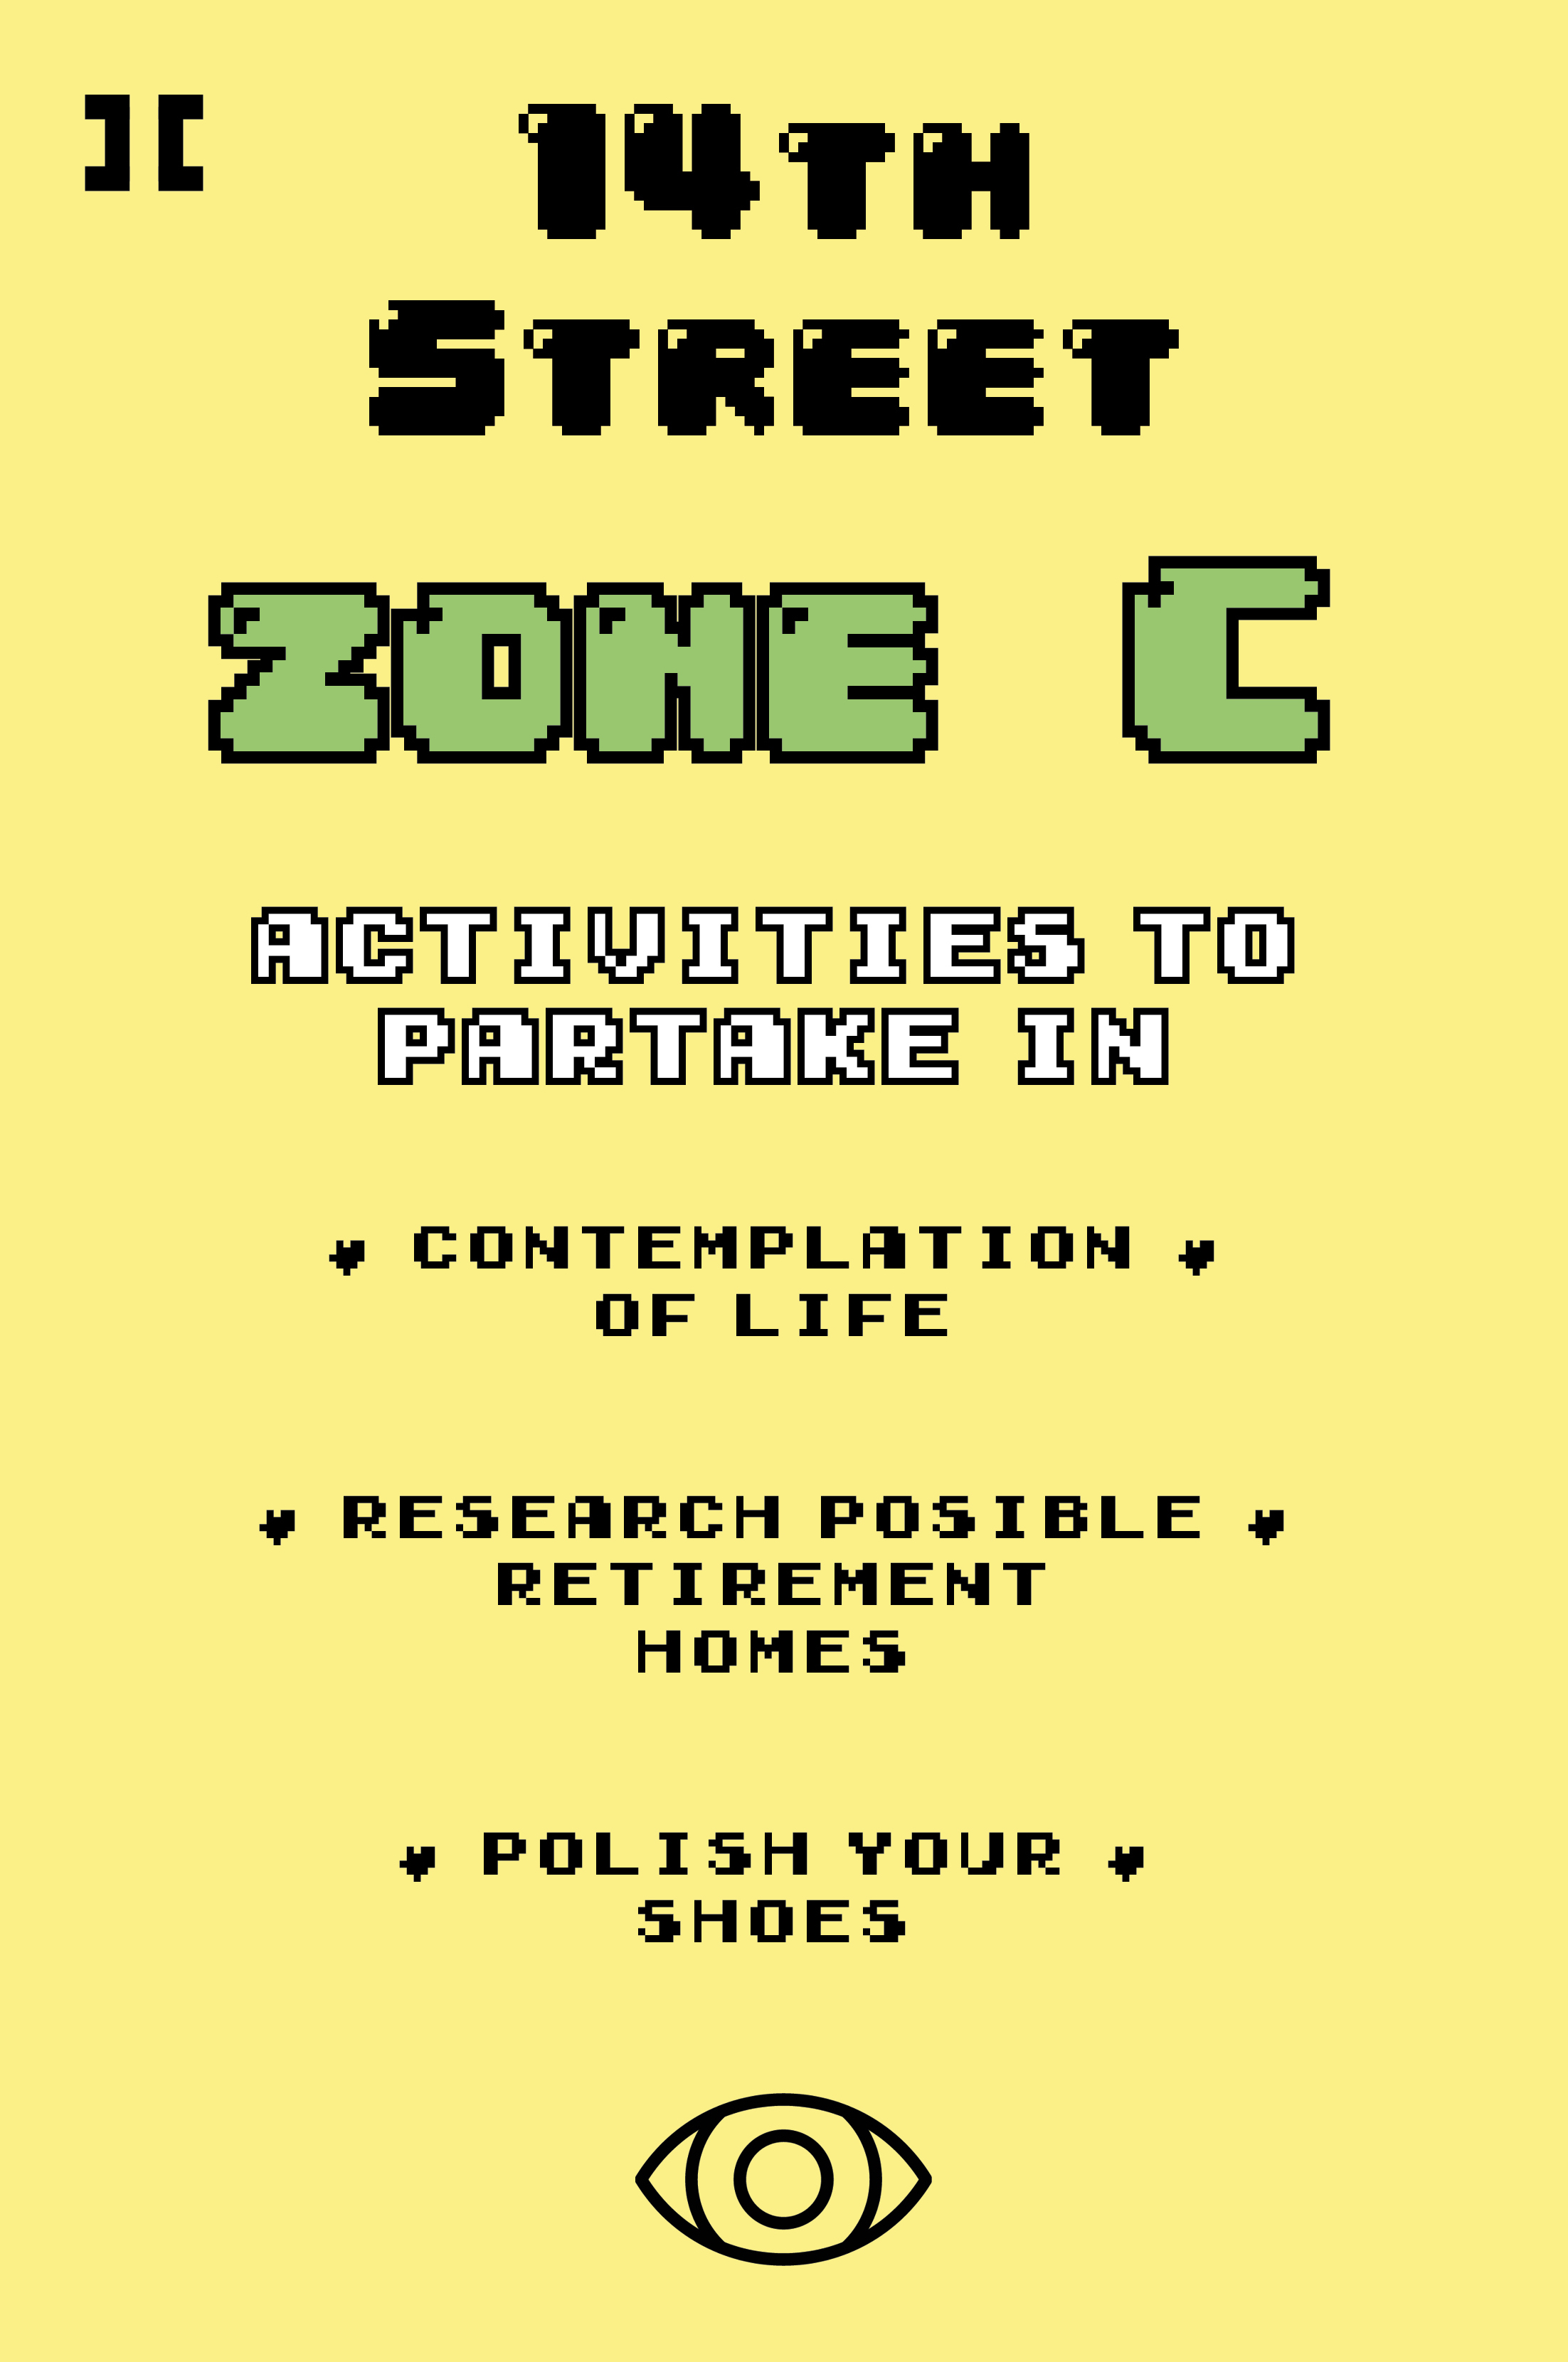 ][
14TH
STREET
ZONE C
ACTIVITIES TO
PARTAKE IN
♥ CONTEMPLATION ♥
OF LIFE
♥ RESEARCH POSIBLE ♥
RETIREMENT
HOMES
♥ POLISH YOUR ♥
SHOES